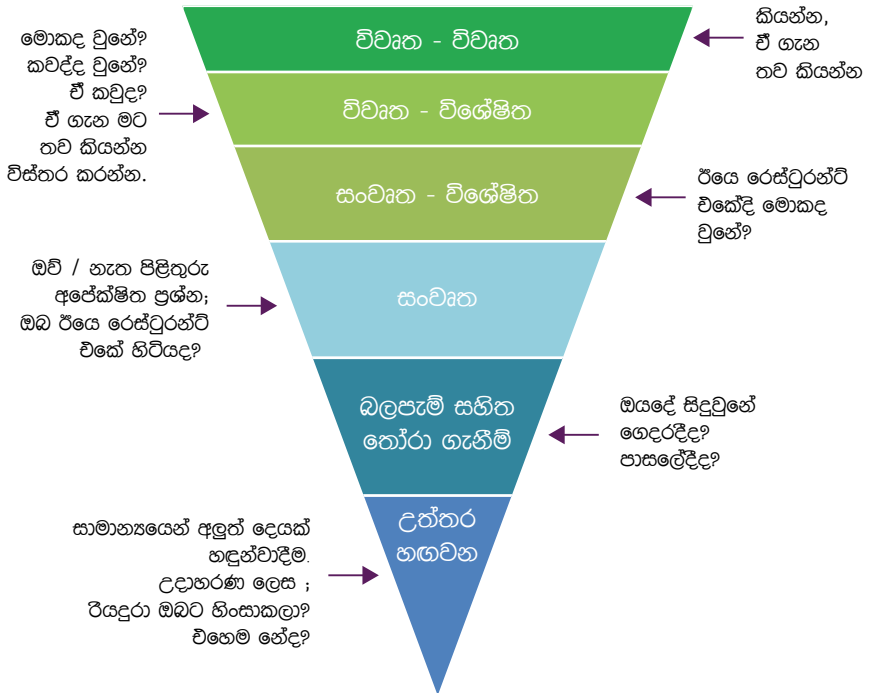 විවෘත - විවෘත
කියන්න,
ඒ ගැන
තව කියන්න
මොකද වුනේ?
කවද්ද වුනේ?
ඒ කවුද?
ඒ ගැන මට
තව කියන්න
විස්තර කරන්න.
විවෘත - විශේෂිත
සංවෘත - විශේෂිත
ඊයෙ රෙස්ටුරන්ට්
එකේදි මොකද
වුනේ?
ඔව් / නැත පිළිතුරු
අපේක්ෂිත ප්‍රශ්න;
ඔබ ඊයෙ රෙස්ටුරන්ට්
එකේ හිටියද?
සංවෘත
බලපැම් සහිත
තෝරා ගැනීම්
ඔයදේ සිදුවුනේ
ගෙදරදීද?
පාසලේදීද?
සාමාන්‍යයෙන් අලුත් දෙයක්
හඳුන්වාදීම.
උදාහරණ ලෙස ;
රියදුරා ඔබට හිංසාකලා?
එහෙම නේද?
උත්තර
හඟවන